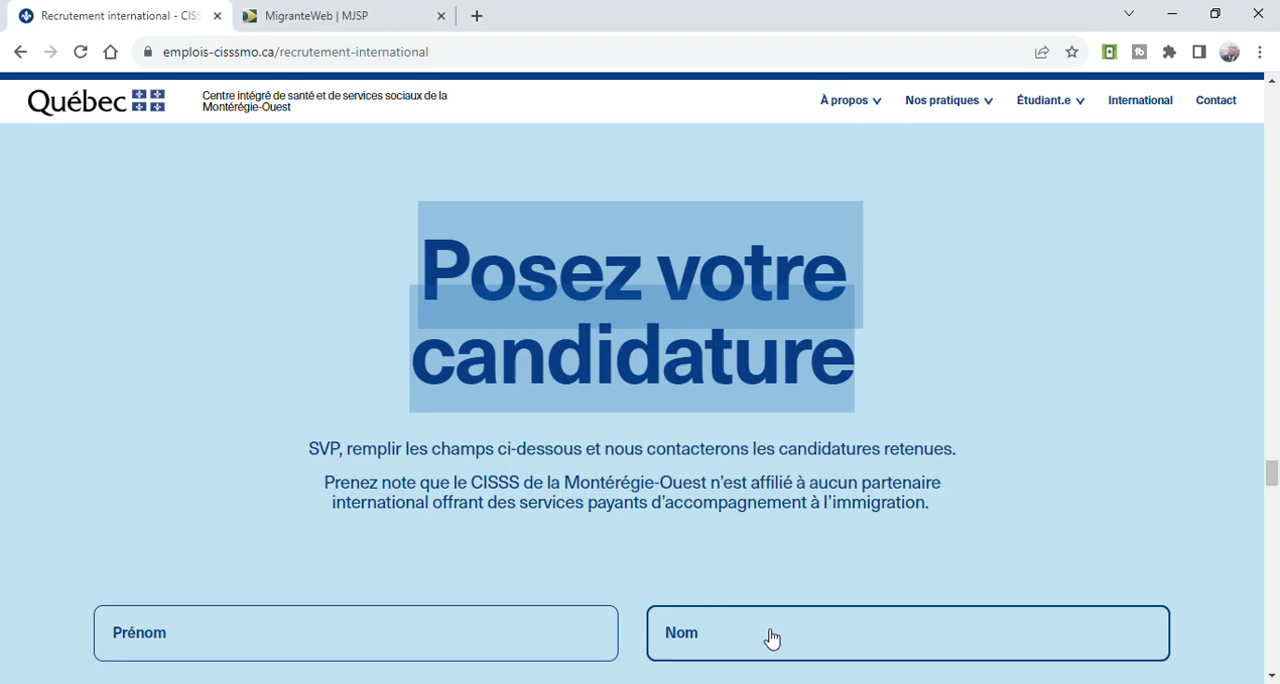 Recrutement international - CIS
MigranteWeb | MJSP
emplois-cisssmo.ca/recrutement-international
Québec
Centre intégré de santé et de services sociaux de la
Montérégie-Ouest
À propos
Nos pratiques
Étudiant.e
International
Contact
Posez votre
candidature
SVP, remplir les champs ci-dessous et nous contacterons les candidatures retenues.
Prenez note que le CISSS de la Montérégie-Ouest n'est affilié à aucun partenaire
international offrant des services payants d'accompagnement à l'immigration.
Prénom
Nom